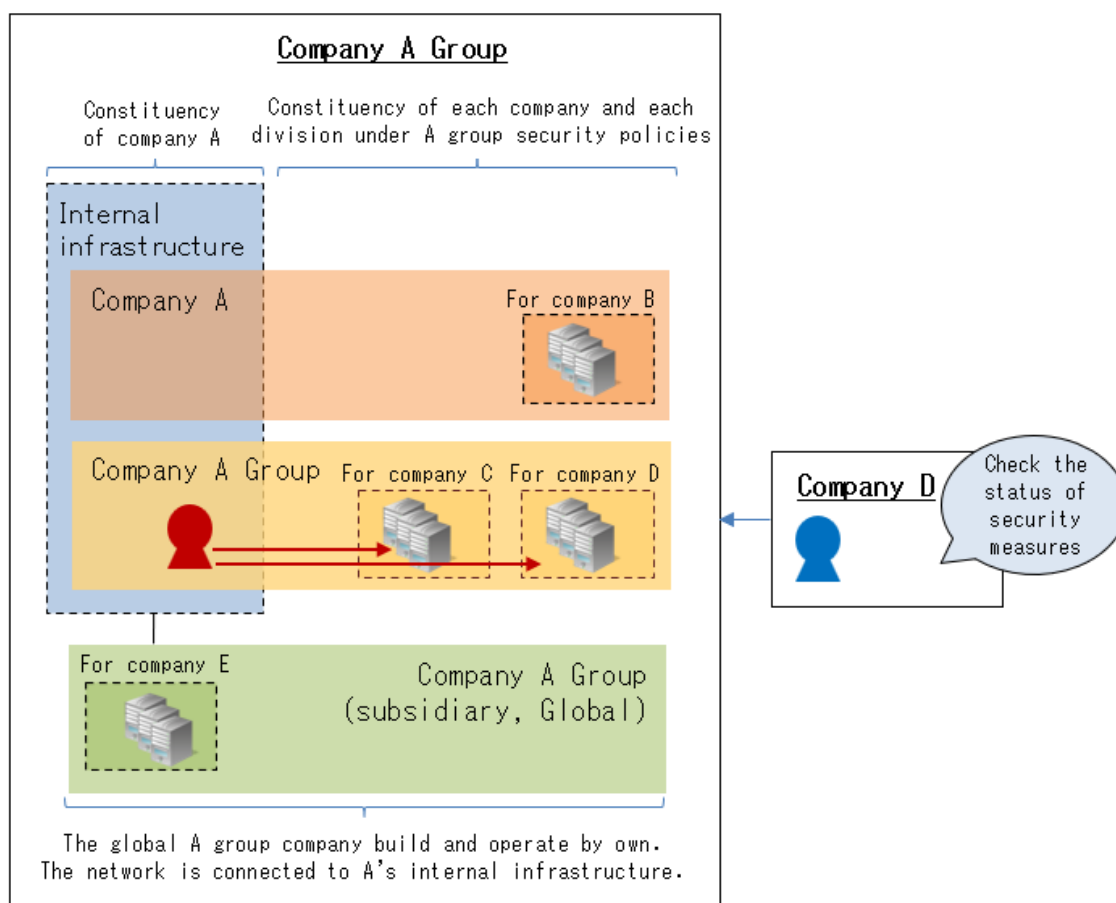 Company A Group
Constituency
of company A
Constituency of each company and each
division under A group security policies
Internal
infrastructure
Company A
For company B
Company A Group
For company C
For company D
Company D
Check the
status of
security
measures
For company E
Company A Group
(subsidiary, Global)
The global A group company build and operate by own.
The network is connected to A’s internal infrastructure.